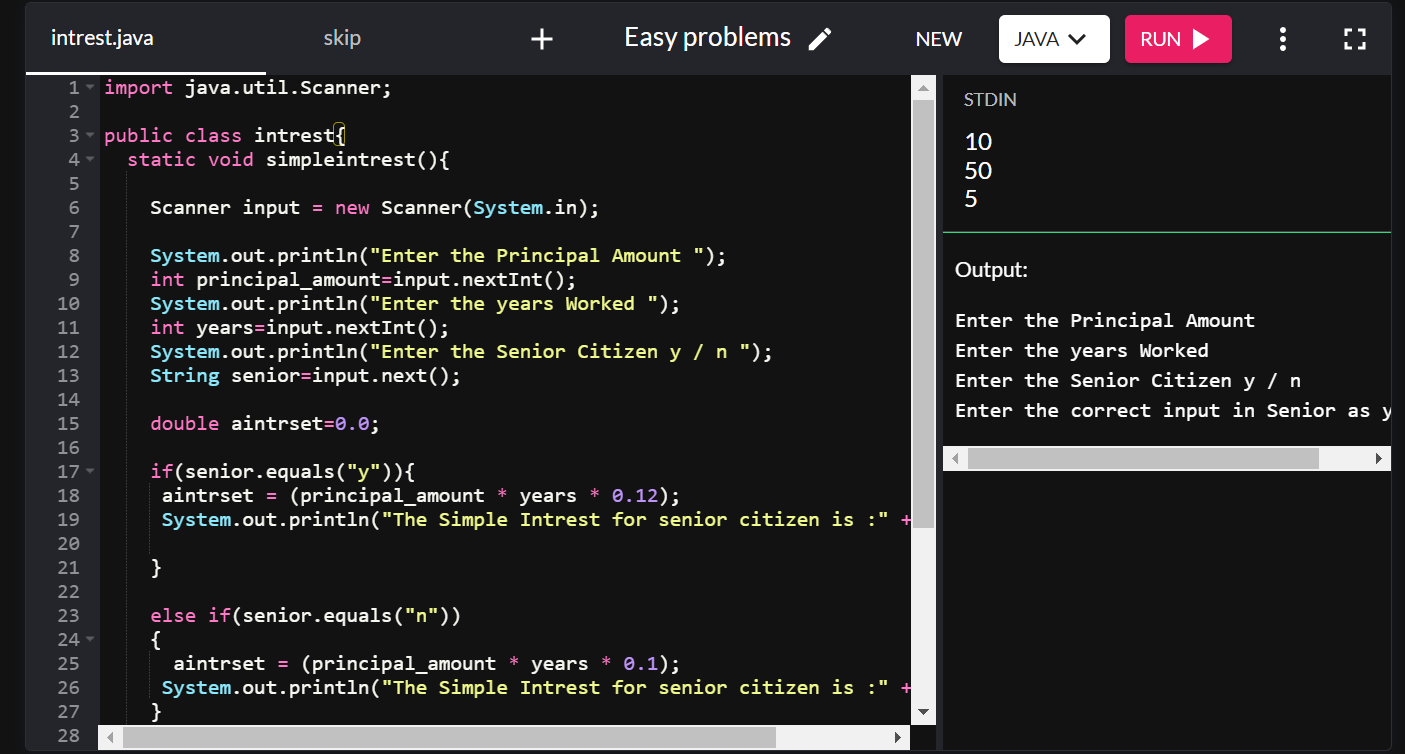 intrest.java skip + Easy problems NEW JAVA RUN
1 import java.util.Scanner;
2
3 public class intrest{
4 static void simpleintrest(){
5
6 Scanner input = new Scanner(System.in);
7
8 System.out.println("Enter the Principal Amount ");
9 int principal_amount=input.nextInt();
10 System.out.println("Enter the years Worked ");
11 int years=input.nextInt();
12 System.out.println("Enter the Senior Citizen y / n ");
13 String senior=input.next();
14
15 double aintrset=0.0;
16
17 if(senior.equals("y")){
18 aintrset = (principal_amount * years * 0.12);
19 System.out.println("The Simple Intrest for senior citizen is :" +
20
21 }
22
23 else if(senior.equals("n"))
24 {
25 aintrset = (principal_amount * years * 0.1);
26 System.out.println("The Simple Intrest for senior citizen is :" +
27 }
28
STDIN
10
50
5
Output:
Enter the Principal Amount
Enter the years Worked
Enter the Senior Citizen y / n
Enter the correct input in Senior as y